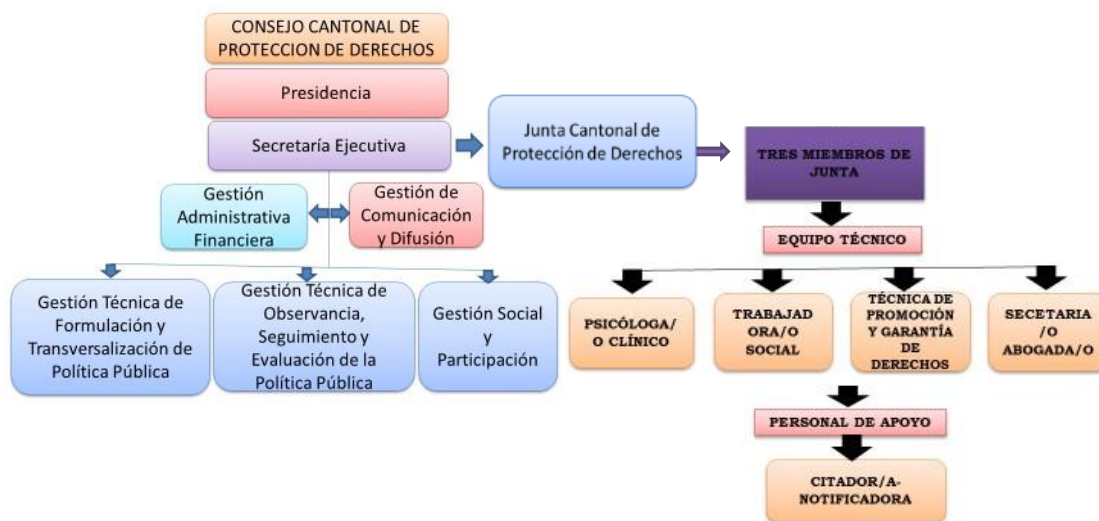 CONSEJO CANTONAL DE
PROTECCION DE DERECHOS
Presidencia
Secretaría Ejecutiva
Junta Cantonal de
Protección de Derechos
TRES MIEMBROS DE
JUNTA
Gestión
Administrativa
Financiera
Gestión de
Comunicación
y Difusión
EQUIPO TÉCNICO
Gestión Técnica de
Formulación y
Transversalización de
Política Pública
Gestión Técnica de
Observancia,
Seguimiento y
Evaluación de la
Política Pública
Gestión Social
y
Participación
PSICÓLOGA/
O CLÍNICO
TRABAJAD
ORA/O
SOCIAL
TÉCNICA DE
PROMOCIÓN
Y GARANTÍA
DE
DERECHOS
SECETARIA
/O
ABOGADA/O
PERSONAL DE APOYO
CITADOR/A-
NOTIFICADORA